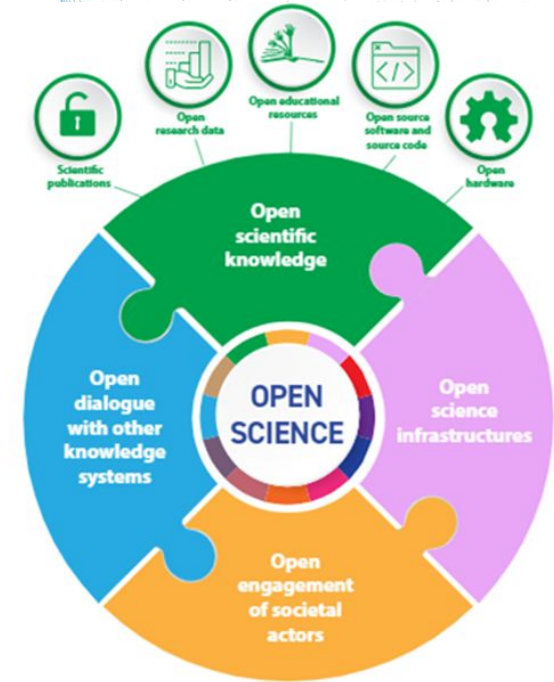 Scientific
publications
Open
research data
Open educational
resources
Open source
software and
source code
Open
hardware
Open
scientific
knowledge
Open
dialogue
with other
knowledge
systems
OPEN
SCIENCE
Open
science
infrastructures
Open
engagement
of societal
actors